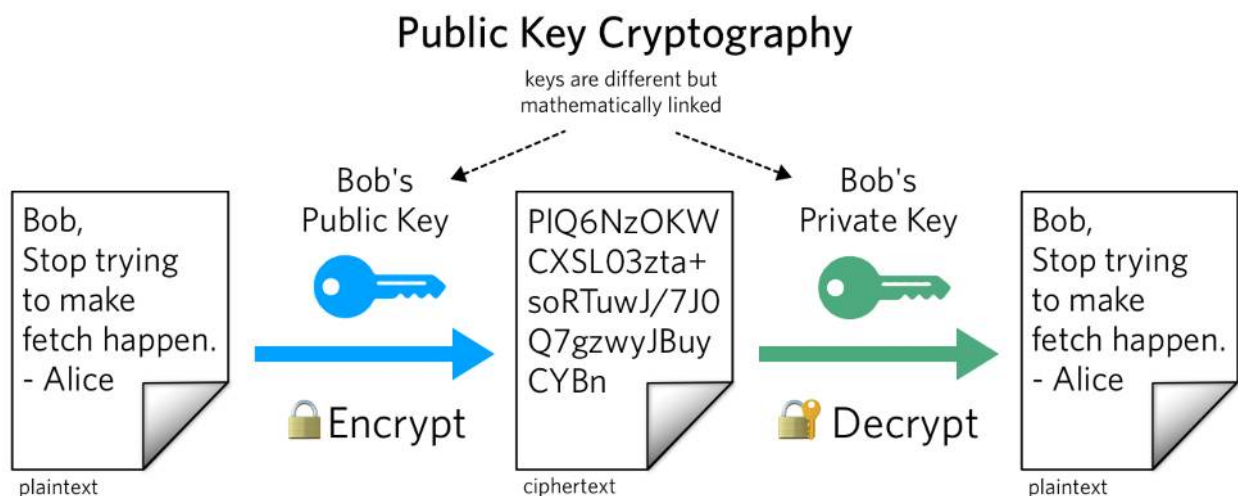 Public Key Cryptography
keys are different but
mathematically linked
Bob,
Stop trying
to make
fetch happen.
- Alice
plaintext
Bob's
Public Key
Encrypt
PlQ6NzOKW
CXSL03zta+
soRTuwJ/7J0
Q7gzwyJBuy
CYBn
ciphertext
Bob's
Private Key
Decrypt
Bob,
Stop trying
to make
fetch happen.
- Alice
plaintext